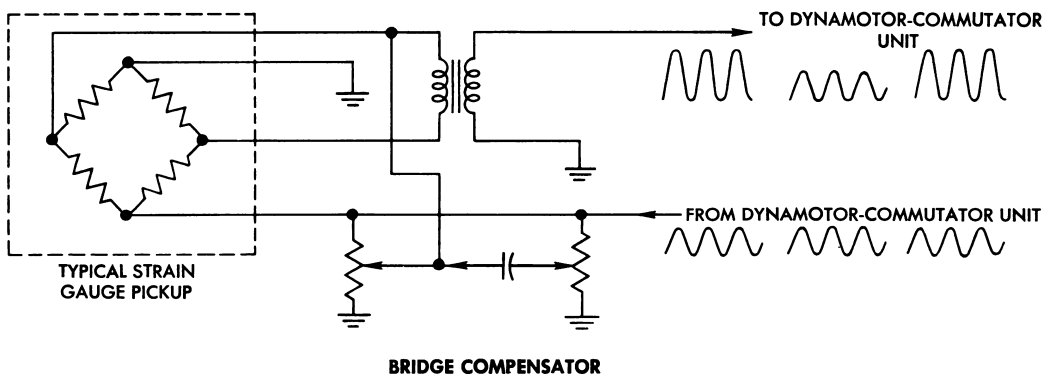 TO DYNAMOTOR-COMMUTATOR
UNIT
FROM DYNAMOTOR-COMMUTATOR UNIT
TYPICAL STRAIN
GAUGE PICKUP
BRIDGE COMPENSATOR